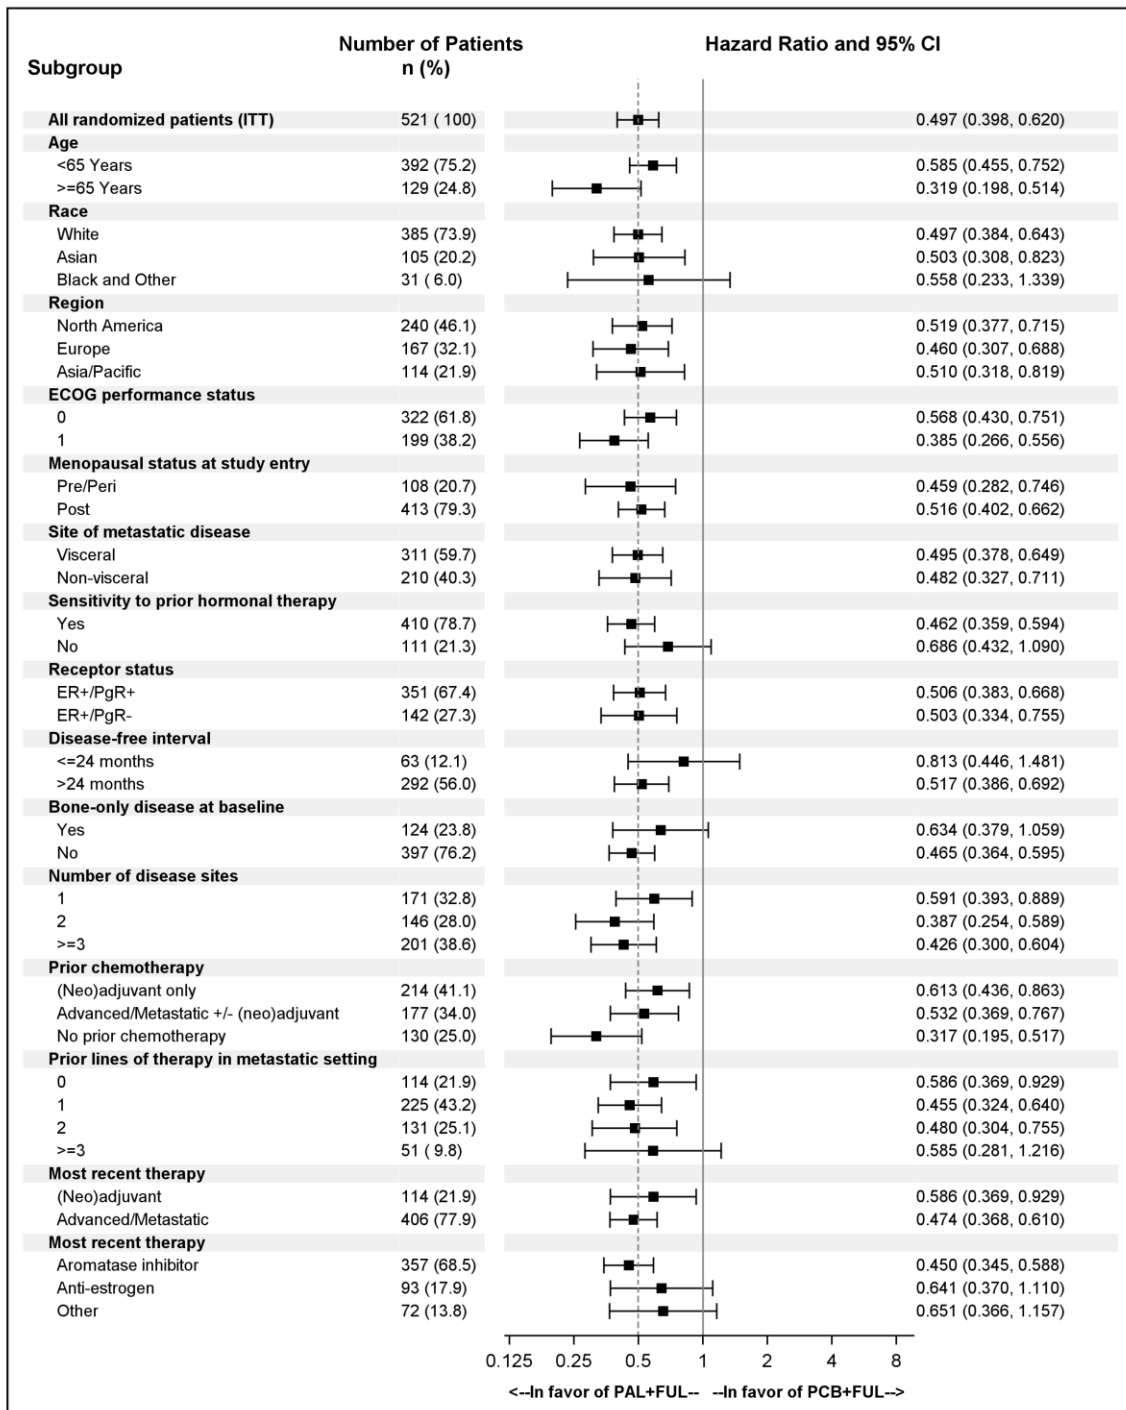 Number of Patients Hazard Ratio and 95% CI
Subgroup n (%)
All randomized patients (ITT) 521 ( 100) 0.497 (0.398, 0.620)
Age
<65 Years 392 (75.2) 0.585 (0.455, 0.752)
>=65 Years 129 (24.8) 0.319 (0.198, 0.514)
Race
White 385 (73.9) 0.497 (0.384, 0.643)
Asian 105 (20.2) 0.503 (0.308, 0.823)
Black and Other 31 ( 6.0) 0.558 (0.233, 1.339)
Region
North America 240 (46.1) 0.519 (0.377, 0.715)
Europe 167 (32.1) 0.460 (0.307, 0.688)
Asia/Pacific 114 (21.9) 0.510 (0.318, 0.819)
ECOG performance status
0 322 (61.8) 0.568 (0.430, 0.751)
1 199 (38.2) 0.385 (0.266, 0.556)
Menopausal status at study entry
Pre/Peri 108 (20.7) 0.459 (0.282, 0.746)
Post 413 (79.3) 0.516 (0.402, 0.662)
Site of metastatic disease
Visceral 311 (59.7) 0.495 (0.378, 0.649)
Non-visceral 210 (40.3) 0.482 (0.327, 0.711)
Sensitivity to prior hormonal therapy
Yes 410 (78.7) 0.462 (0.359, 0.594)
No 111 (21.3) 0.686 (0.432, 1.090)
Receptor status
ER+/PgR+ 351 (67.4) 0.506 (0.383, 0.668)
ER+/PgR- 142 (27.3) 0.503 (0.334, 0.755)
Disease-free interval
<=24 months 63 (12.1) 0.813 (0.446, 1.481)
>24 months 292 (56.0) 0.517 (0.386, 0.692)
Bone-only disease at baseline
Yes 124 (23.8) 0.634 (0.379, 1.059)
No 397 (76.2) 0.465 (0.364, 0.595)
Number of disease sites
1 171 (32.8) 0.591 (0.393, 0.889)
2 146 (28.0) 0.387 (0.254, 0.589)
>=3 201 (38.6) 0.426 (0.300, 0.604)
Prior chemotherapy
(Neo)adjuvant only 214 (41.1) 0.613 (0.436, 0.863)
Advanced/Metastatic +/- (neo)adjuvant 177 (34.0) 0.532 (0.369, 0.767)
No prior chemotherapy 130 (25.0) 0.317 (0.195, 0.517)
Prior lines of therapy in metastatic setting
0 114 (21.9) 0.586 (0.369, 0.929)
1 225 (43.2) 0.455 (0.324, 0.640)
2 131 (25.1) 0.480 (0.304, 0.755)
>=3 51 ( 9.8) 0.585 (0.281, 1.216)
Most recent therapy
(Neo)adjuvant 114 (21.9) 0.586 (0.369, 0.929)
Advanced/Metastatic 406 (77.9) 0.474 (0.368, 0.610)
Most recent therapy
Aromatase inhibitor 357 (68.5) 0.450 (0.345, 0.588)
Anti-estrogen 93 (17.9) 0.641 (0.370, 1.110)
Other 72 (13.8) 0.651 (0.366, 1.157)
0.125 0.25 0.5 1 2 4 8
<--In favor of PAL+FUL-- --In favor of PCB+FUL-->